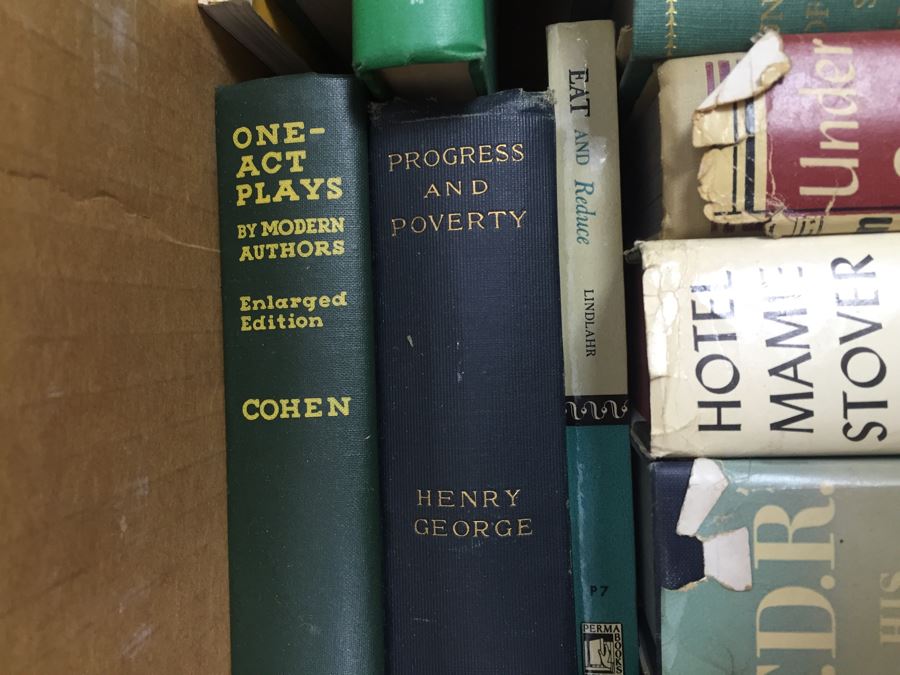 ONE-
ACT
PLAYS
BY MODERN
AUTHORS
Enlarged
Edition
COHEN
PROGRESS
AND
POVERTY
HENRY
GEORGE
EAT AND Reduce
LINDLAHR
P7
PERMA
BOOKS
Under
HOTEL
MAMIE
STOVER
.D.R.
HIS